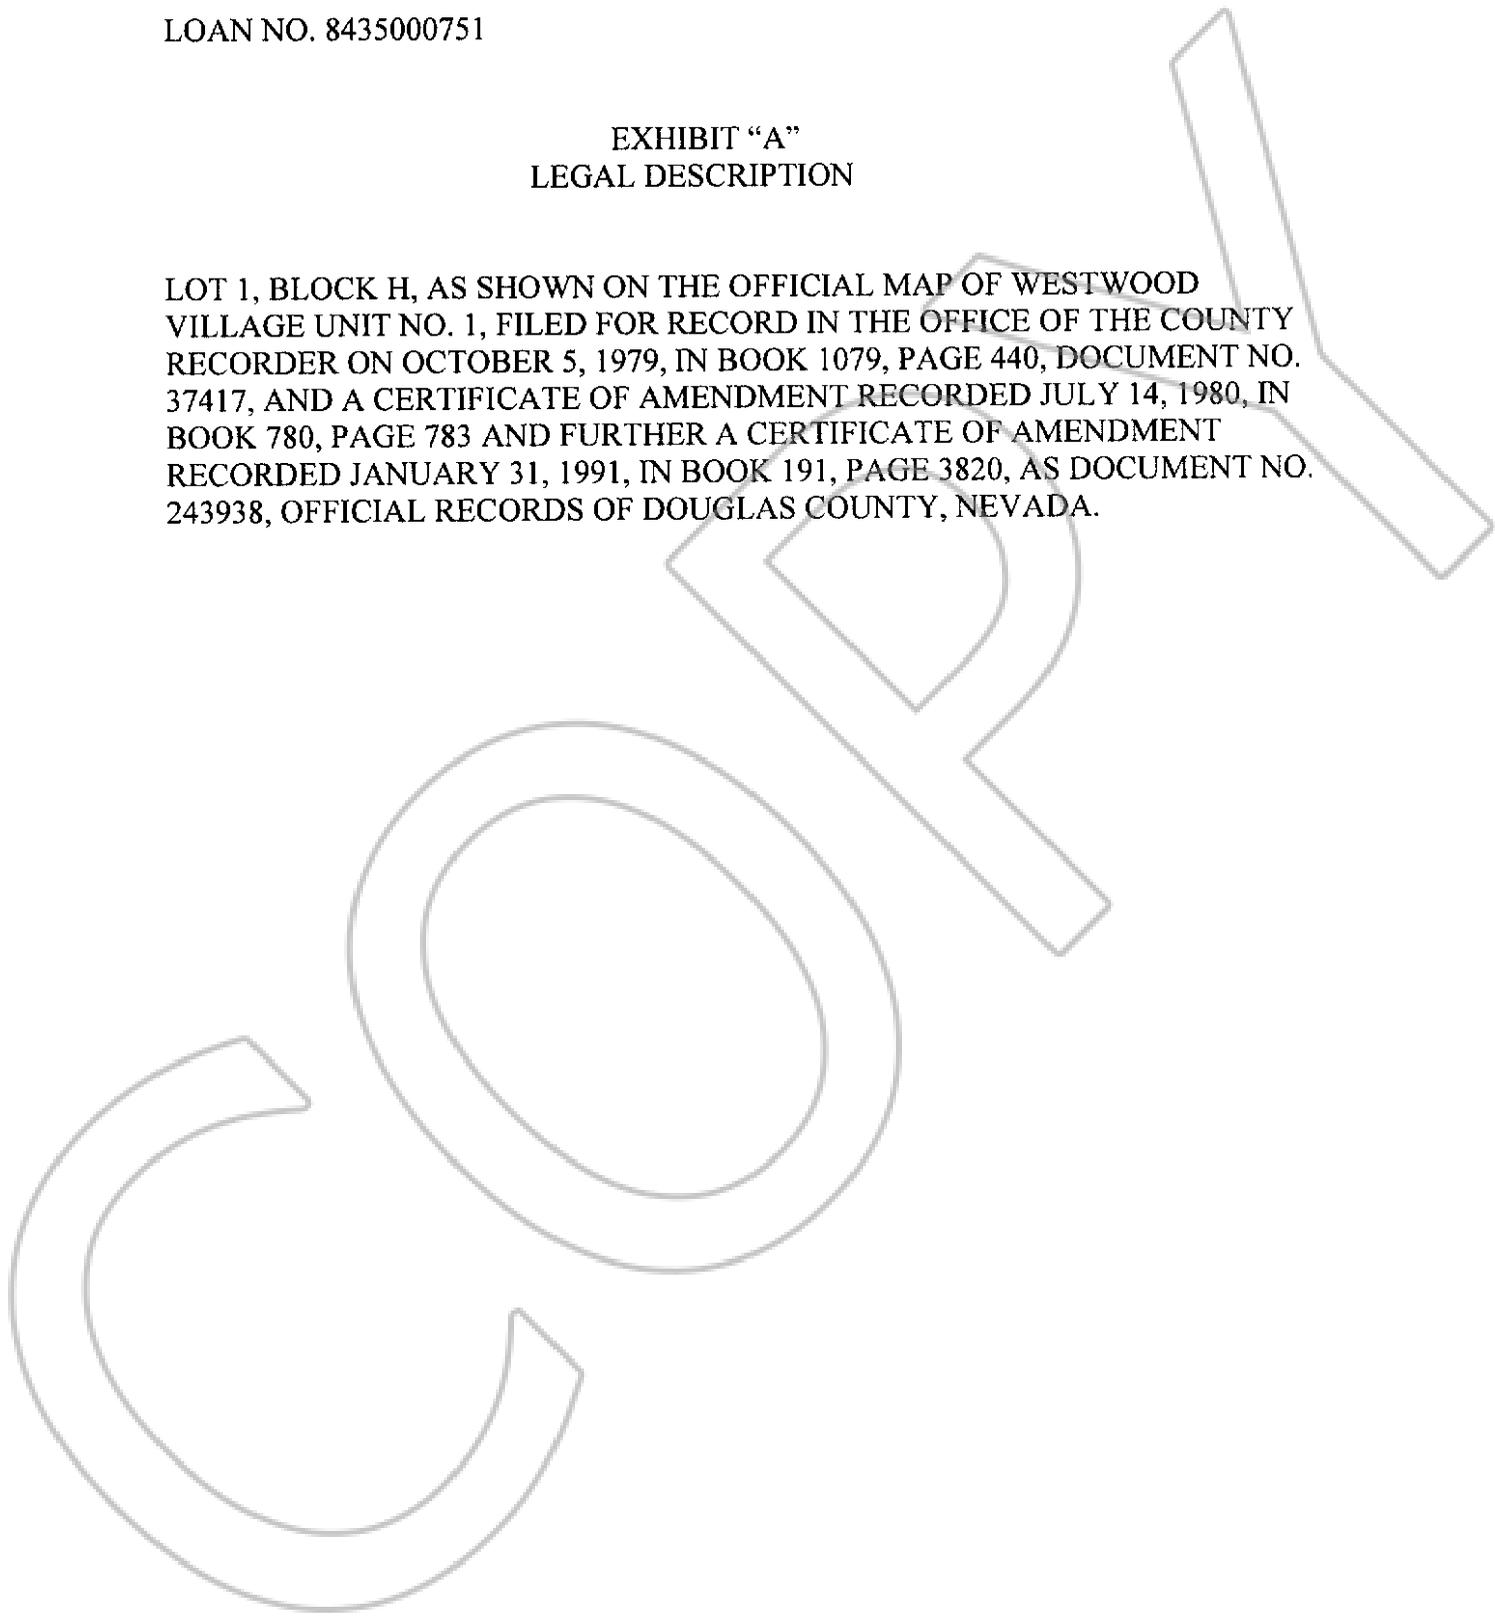 LOAN NO. 8435000751
EXHIBIT “A”
LEGAL DESCRIPTION
LOT 1, BLOCK H, AS SHOWN ON THE OFFICIAL MAP OF WESTWOOD
VILLAGE UNIT NO. 1, FILED FOR RECORD IN THE OFFICE OF THE COUNTY
RECORDER ON OCTOBER 5, 1979, IN BOOK 1079, PAGE 440, DOCUMENT NO.
37417, AND A CERTIFICATE OF AMENDMENT RECORDED JULY 14, 1980, IN
BOOK 780, PAGE 783 AND FURTHER A CERTIFICATE OF AMENDMENT
RECORDED JANUARY 31, 1991, IN BOOK 191, PAGE 3820, AS DOCUMENT NO.
243938, OFFICIAL RECORDS OF DOUGLAS COUNTY, NEVADA.
COPY